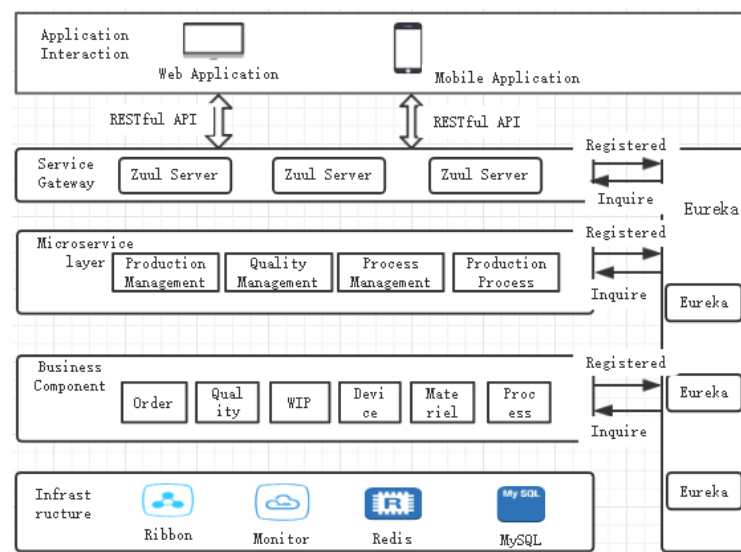 Application
Interaction
Web Application
Mobile Application
RESTful API
RESTful API
Service
Gateway
Zuul Server
Zuul Server
Zuul Server
Registered
Inquire
Eureka
Microservice
layer
Production
Management
Quality
Management
Process
Management
Production
Process
Registered
Inquire
Eureka
Business
Component
Order
Qual
ity
WIP
Devi
ce
Mate
riel
Proc
ess
Registered
Inquire
Eureka
Infrast
ructure
Ribbon
Monitor
R
Redis
My SQL
MySQL
Eureka